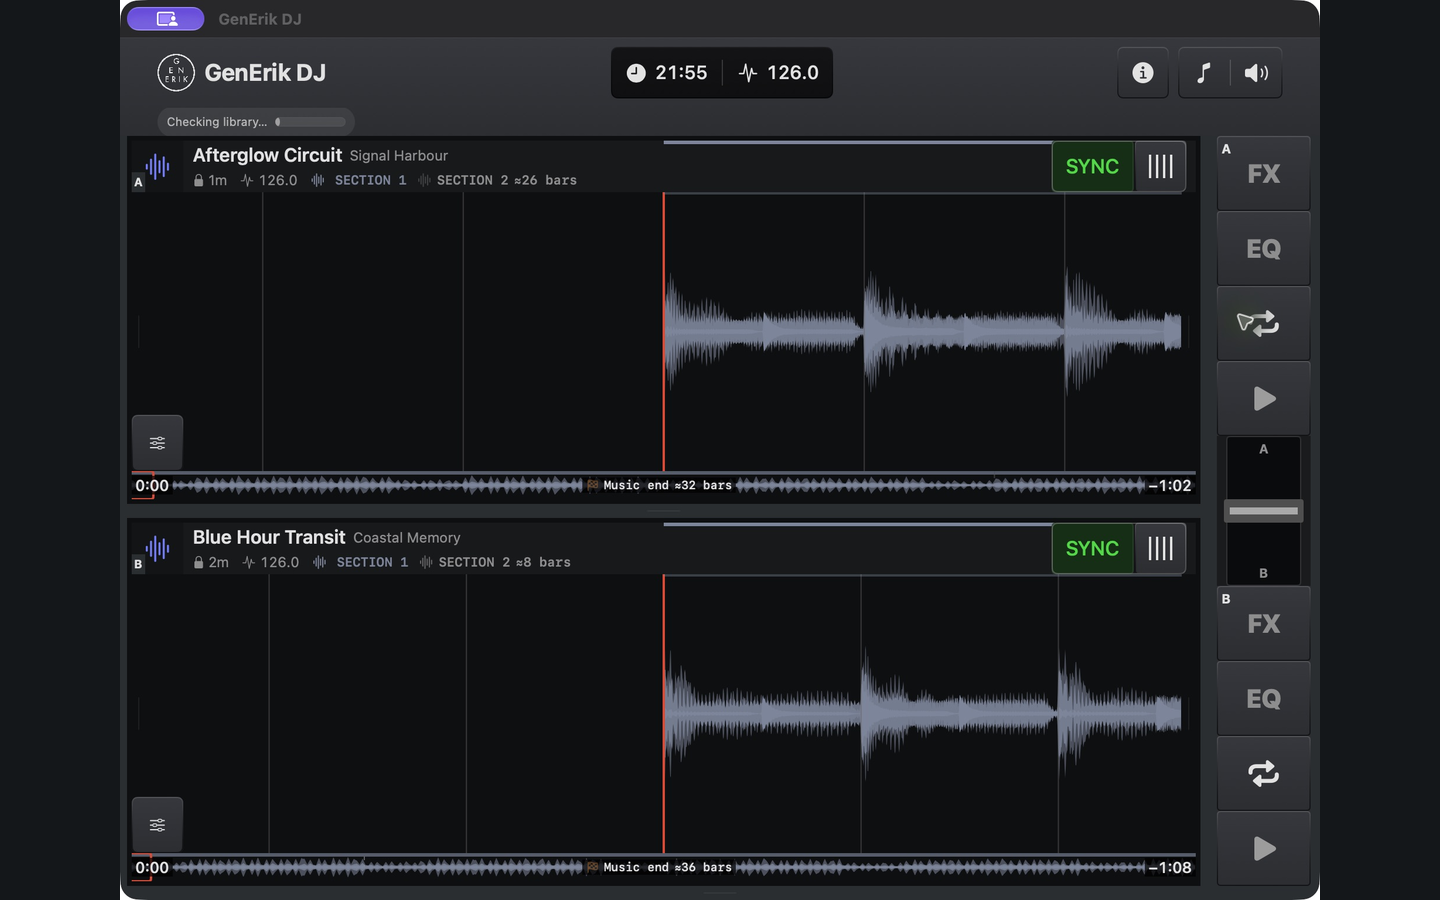 GenErik DJ
GEN ERIK
GenErik DJ
21:55
126.0
Checking library...
A
Afterglow Circuit Signal Harbour
1m 126.0 SECTION 1 SECTION 2 ≈26 bars
SYNC
0:00
Music end ≈32 bars
−1:02
B
Blue Hour Transit Coastal Memory
2m 126.0 SECTION 1 SECTION 2 ≈8 bars
SYNC
0:00
Music end ≈36 bars
−1:08
A
FX
EQ
A
B
B
FX
EQ